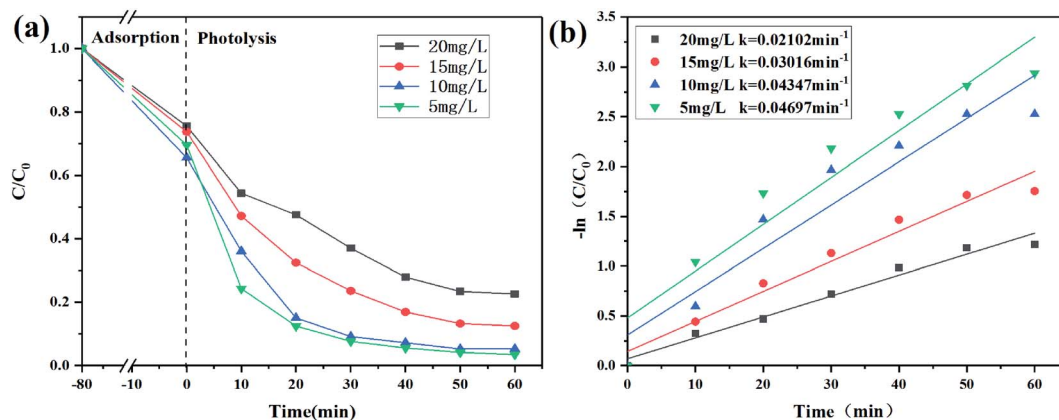 (a)
Adsorption
Photolysis
20mg/L
15mg/L
10mg/L
5mg/L
1.0
0.8
0.6
0.4
0.2
0.0
C/C0
-80
-10
0
10
20
30
40
50
60
Time(min)
(b)
20mg/L k=0.02102min-1
15mg/L k=0.03016min-1
10mg/L k=0.04347min-1
5mg/L k=0.04697min-1
3.5
3.0
2.5
2.0
1.5
1.0
0.5
0.0
-ln（C/C0）
0
10
20
30
40
50
60
Time（min）